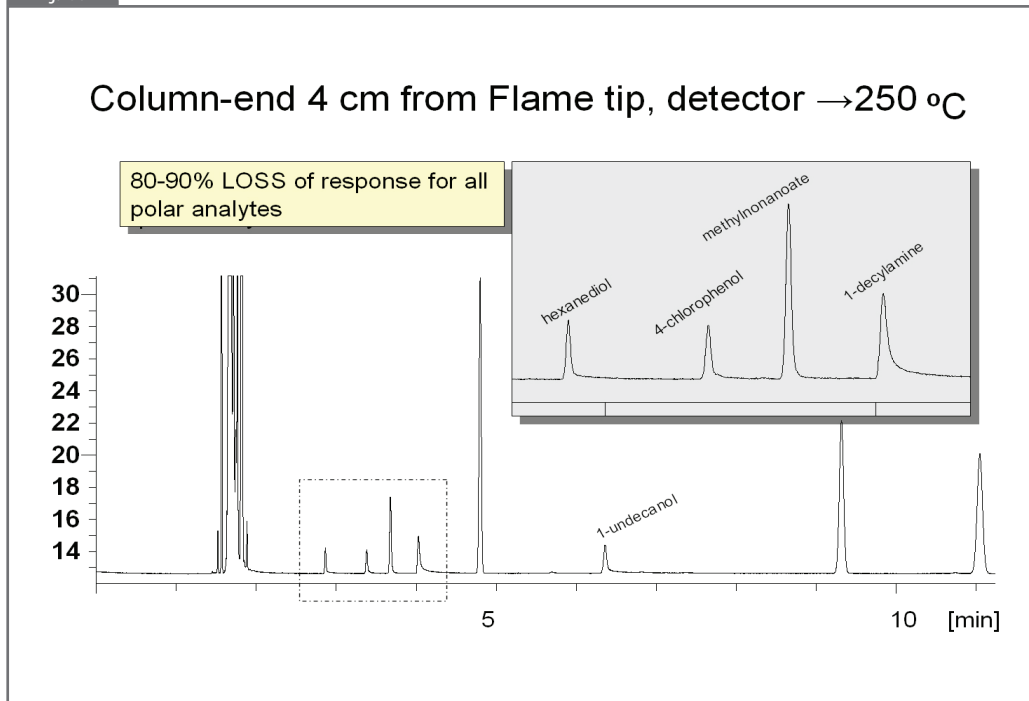 Column-end 4 cm from Flame tip, detector →250 ºC
80-90% LOSS of response for all
polar analytes
hexanediol
4-chlorophenol
methylnonanoate
1-decylamine
30
28
26
24
22
20
18
16
14
1-undecanol
5
10
[min]